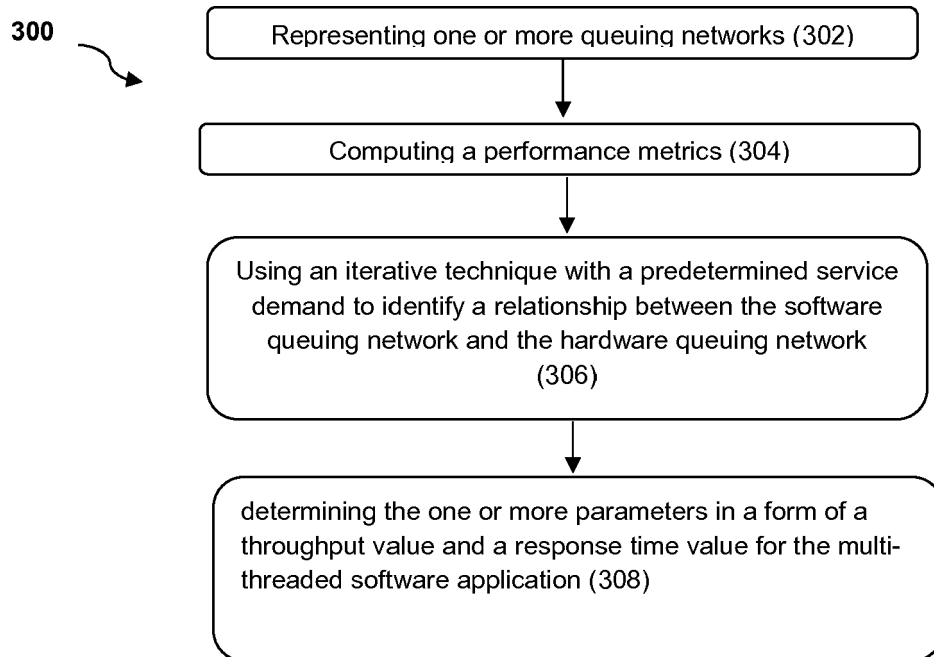 300
Representing one or more queuing networks (302)
Computing a performance metrics (304)
Using an iterative technique with a predetermined service
demand to identify a relationship between the software
queuing network and the hardware queuing network
(306)
determining the one or more parameters in a form of a
throughput value and a response time value for the multi-
threaded software application (308)